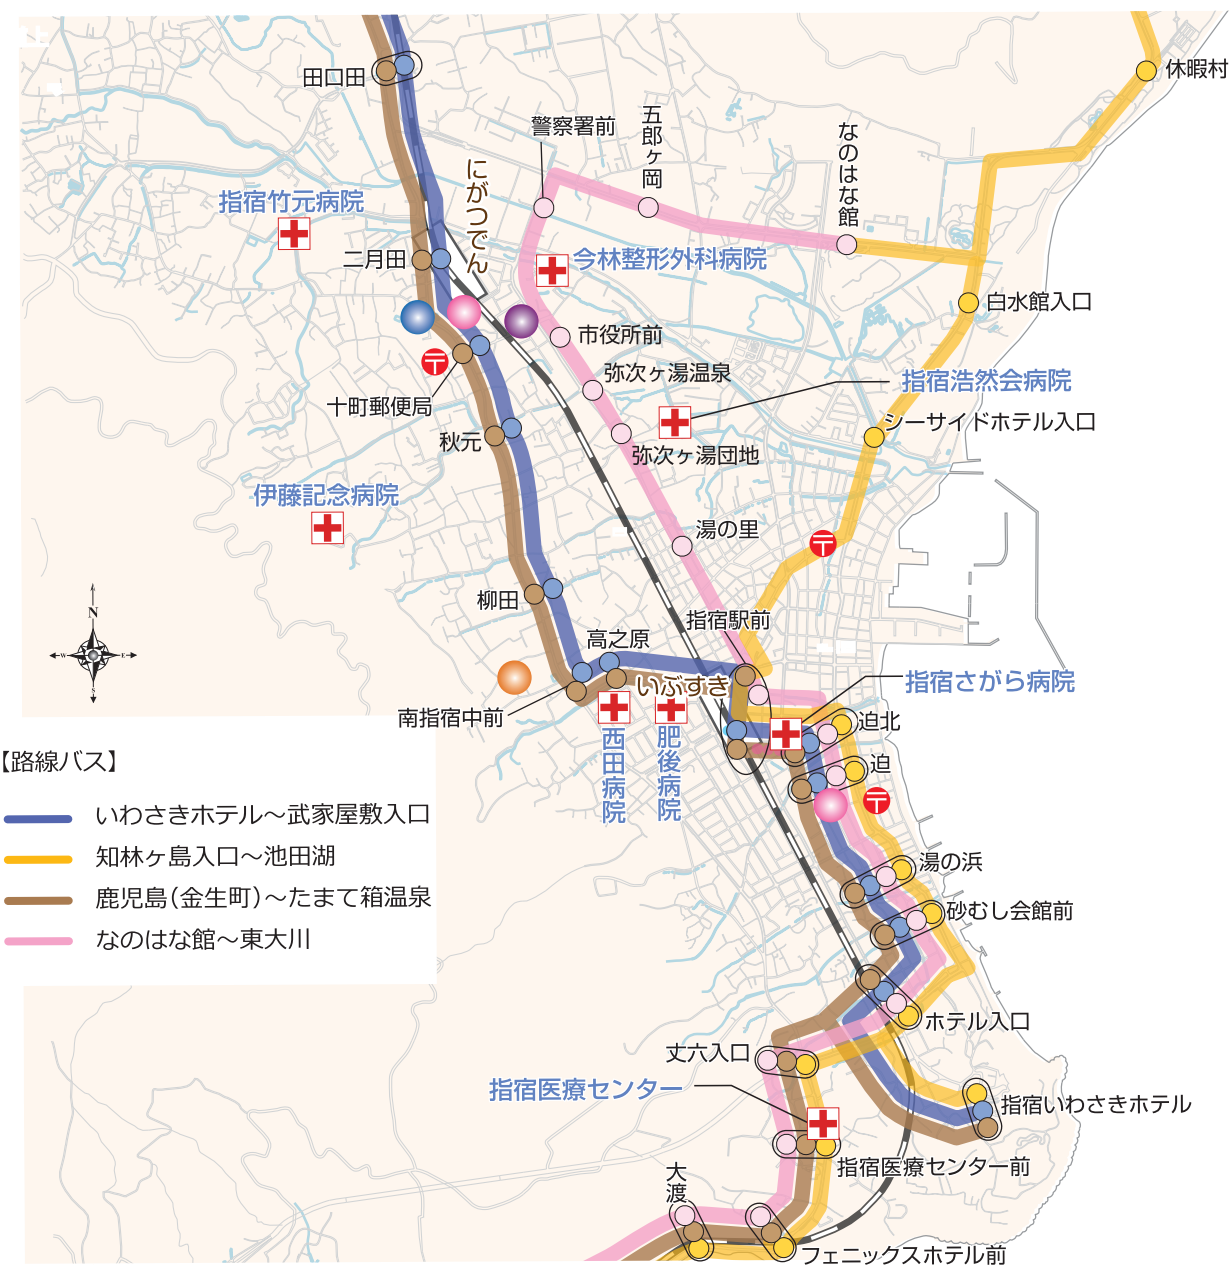 上
田口田
休暇村
警察署前
五郎ヶ岡
なのはな館
にがつでん
指宿竹元病院
二月田
今林整形外科病院
白水館入口
市役所前
弥次ヶ湯温泉
指宿浩然会病院
十町郵便局
シーサイドホテル入口
秋元
弥次ヶ湯団地
伊藤記念病院
湯の里
柳田
指宿駅前
高之原
いぶすき
指宿さがら病院
南指宿中前
迫北
西田病院
肥後病院
迫
N
W
E
S
【路線バス】
いわさきホテル～武家屋敷入口
知林ヶ島入口～池田湖
鹿児島(金生町)～たまて箱温泉
なのはな館～東大川
湯の浜
砂むし会館前
ホテル入口
丈六入口
指宿医療センター
指宿いわさきホテル
指宿医療センター前
大渡
フェニックスホテル前